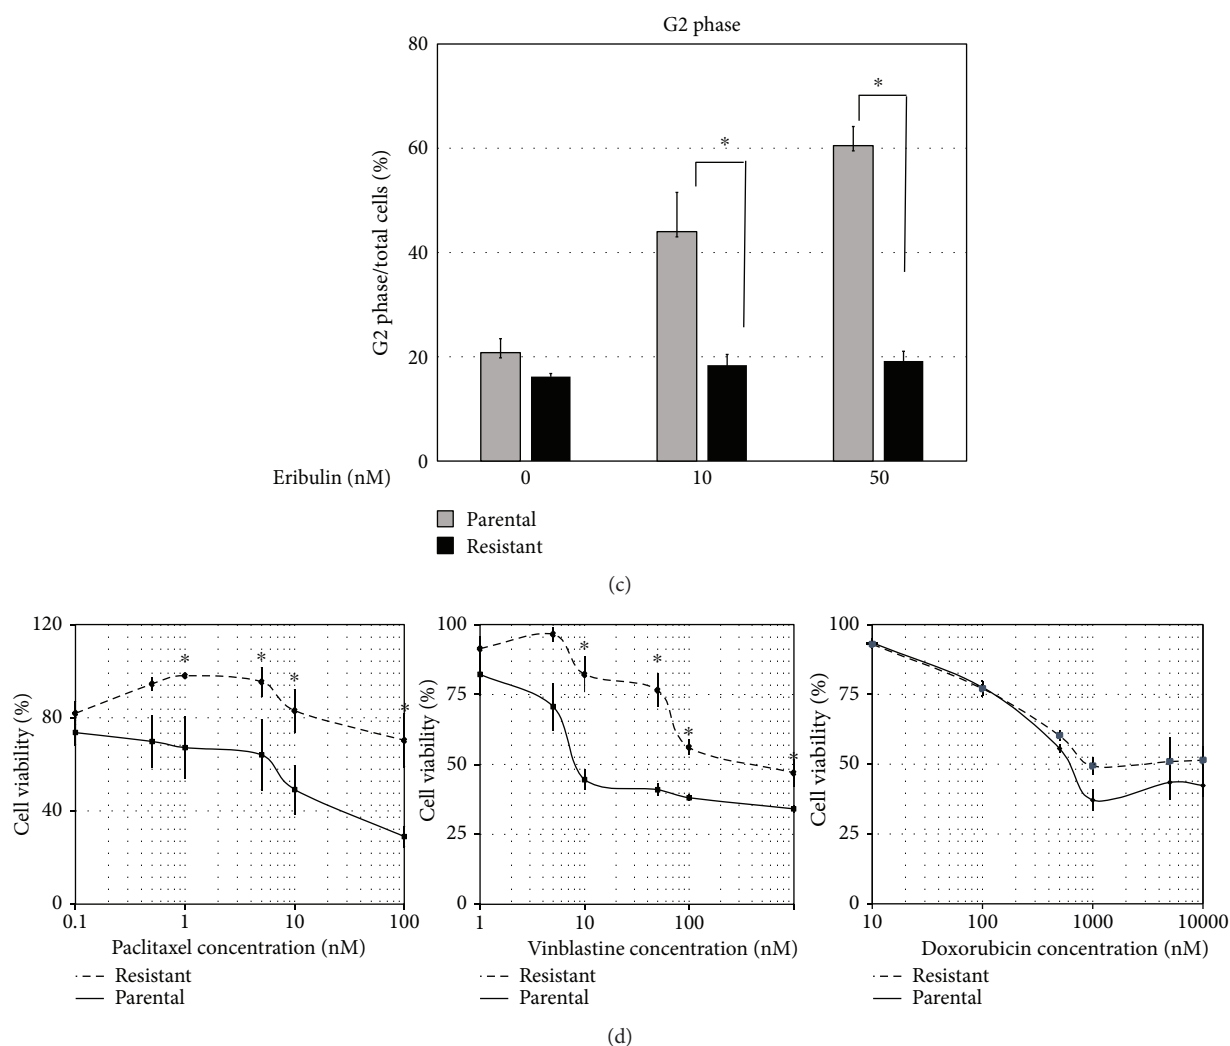 G2 phase
80
60
40
20
0
G2 phase/total cells (%)
*
*
Eribulin (nM)
0
10
50
Parental
Resistant
(c)
120
80
40
0
Cell viability (%)
* * * *
0.1
1
10
100
Paclitaxel concentration (nM)
Resistant
Parental
100
75
50
25
0
Cell viability (%)
* * * *
1
10
100
Vinblastine concentration (nM)
Resistant
Parental
100
75
50
25
0
Cell viability (%)
10
100
1000
10000
Doxorubicin concentration (nM)
Resistant
Parental
(d)